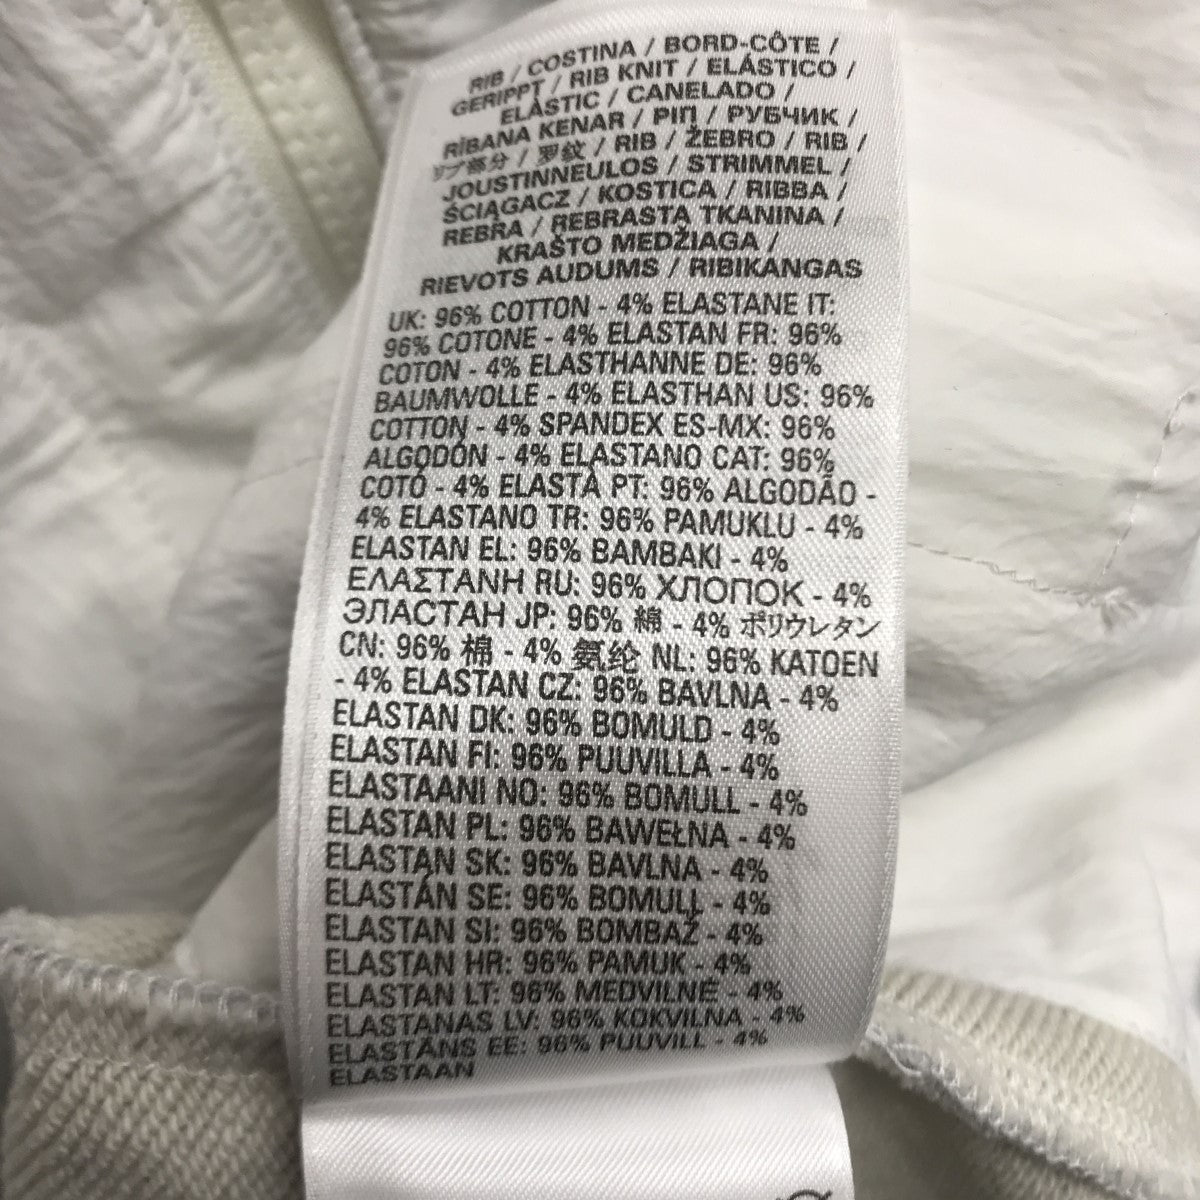 RIB / COSTINA / BORD-CÔTE /
GERIPPT / RIB KNIT / ELÁSTICO /
ELÀSTIC / CANELADO /
RİBANA KENAR / ΡΙΠ / РУБЧИК /
リブ部分 / 罗纹 / RIB / ŽEBRO / RIB /
JOUSTINNEULOS / STRIMMEL /
ŚCIĄGACZ / KOSTICA / RIBBA /
REBRA / REBRASTA TKANINA /
KRAŠTO MEDŽIAGA /
RIEVOTS AUDUMS / RIBIKANGAS
UK: 96% COTTON - 4% ELASTANE IT:
96% COTONE - 4% ELASTAN FR: 96%
COTON - 4% ELASTHANNE DE: 96%
BAUMWOLLE - 4% ELASTHAN US: 96%
COTTON - 4% SPANDEX ES-MX: 96%
ALGODÓN - 4% ELASTANO CAT: 96%
COTÓ - 4% ELASTÀ PT: 96% ALGODÃO -
4% ELASTANO TR: 96% PAMUKLU - 4%
ELASTAN EL: 96% BAMBAKI - 4%
ΕΛΑΣΤΑΝΗ RU: 96% ХЛОПОК - 4%
ЭЛАСТАН JP: 96% 綿 - 4% ポリウレタン
CN: 96% 棉 - 4% 氨纶 NL: 96% KATOEN
- 4% ELASTAN CZ: 96% BAVLNA - 4%
ELASTAN DK: 96% BOMULD - 4%
ELASTAN FI: 96% PUUVILLA - 4%
ELASTAANI NO: 96% BOMULL - 4%
ELASTAN PL: 96% BAWEŁNA - 4%
ELASTAN SK: 96% BAVLNA - 4%
ELASTÁN SE: 96% BOMULL - 4%
ELASTAN SI: 96% BOMBAŽ - 4%
ELASTAN HR: 96% PAMUK - 4%
ELASTAN LT: 96% MEDVILNĖ - 4%
ELASTANAS LV: 96% KOKVILNA - 4%
ELASTĀNS EE: 96% PUUVILL - 4%
ELASTAAN